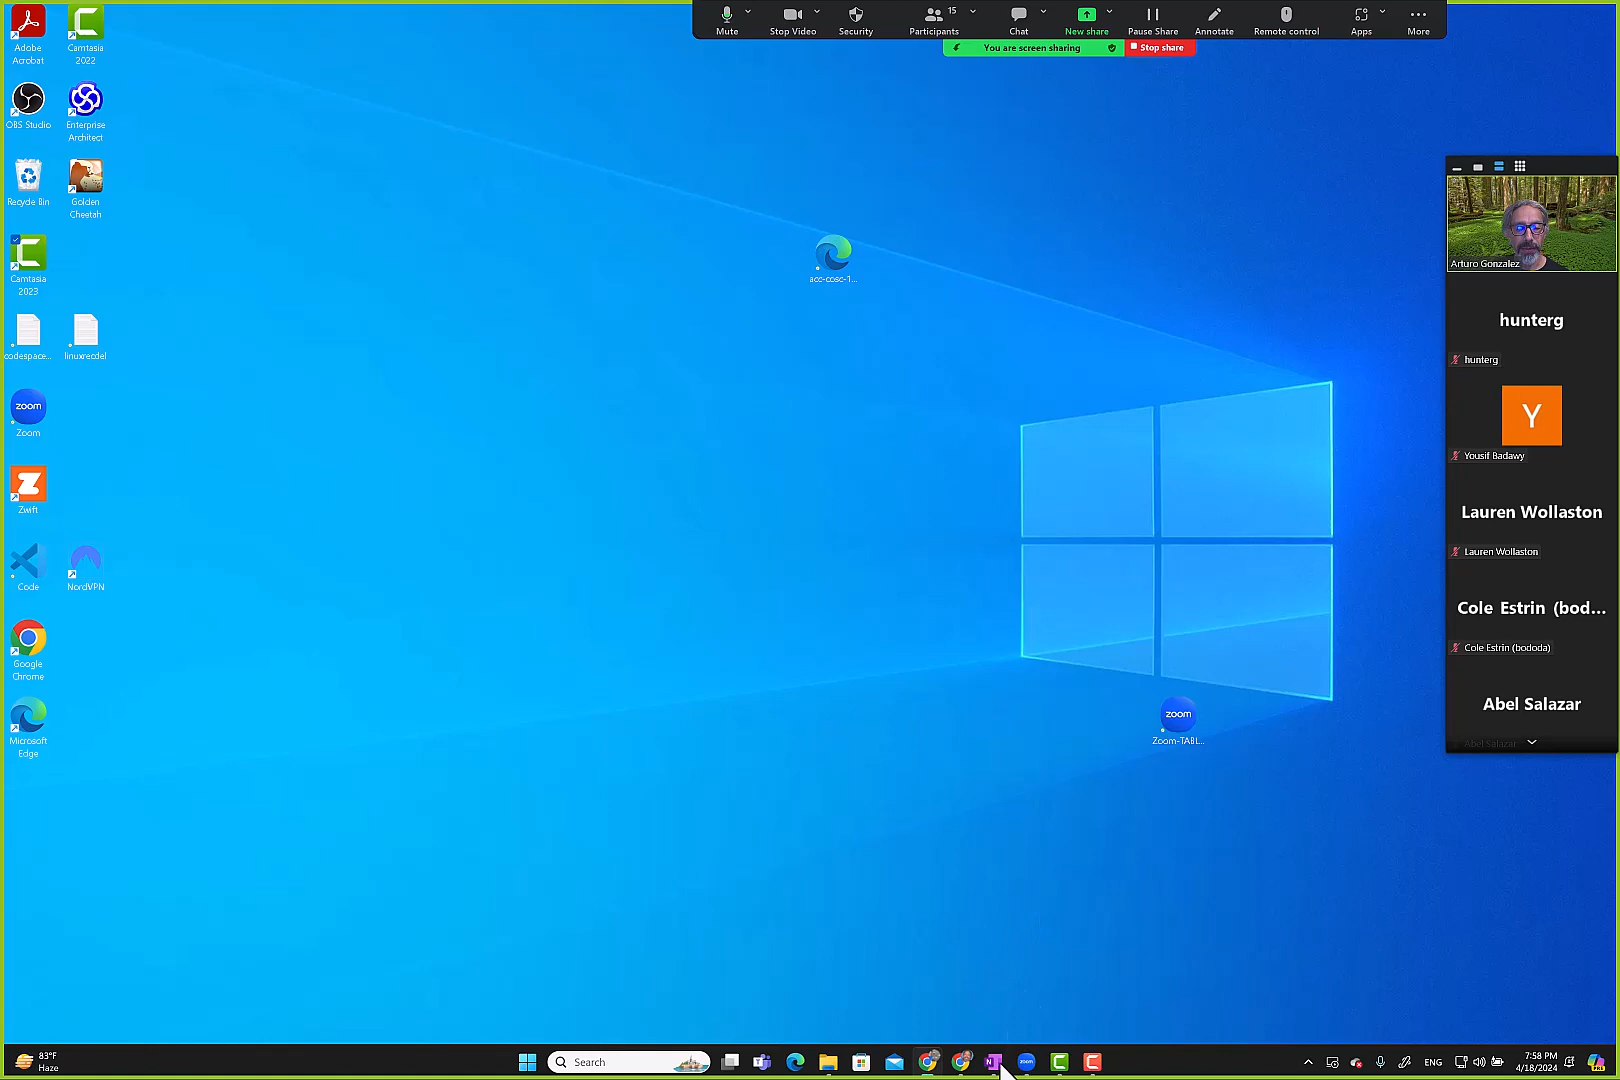 Mute
Stop Video
Security
Participants
15
Chat
New share
Pause Share
Annotate
Remote control
Apps
More
You are screen sharing
Stop share
Adobe
Acrobat
Camtasia
2022
OBS Studio
Enterprise
Architect
Recycle Bin
Golden
Cheetah
Camtasia
2023
codespace...
linuxrecdel
zoom
Zoom
Zwift
Code
NordVPN
Google
Chrome
Microsoft
Edge
acc-cosc-1...
zoom
Zoom-TABL...
Arturo Gonzalez
hunterg
hunterg
Y
Yousif Badawy
Lauren Wollaston
Lauren Wollaston
Cole Estrin (bod...
Cole Estrin (bododa)
Abel Salazar
Abel Salazar
83°F
Haze
Search
zoom
ENG
7:58 PM
4/18/2024